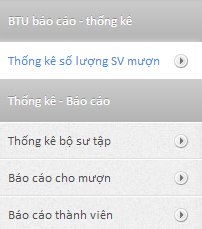 BTU báo cáo - thống kê
Thống kê số lượng SV mượn
Thống kê - Báo cáo
Thống kê bộ sư tập
Báo cáo cho mượn
Báo cáo thành viên